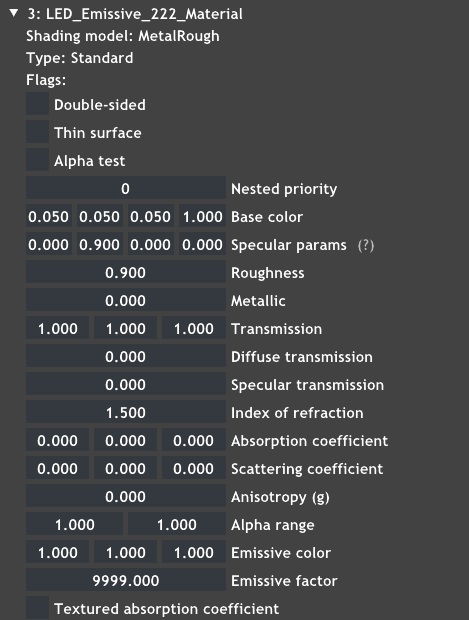 3: LED_Emissive_222_Material
Shading model: MetalRough
Type: Standard
Flags:
Double-sided
Thin surface
Alpha test
0 Nested priority
0.050 0.050 0.050 1.000 Base color
0.000 0.900 0.000 0.000 Specular params (?)
0.900 Roughness
0.000 Metallic
1.000 1.000 1.000 Transmission
0.000 Diffuse transmission
0.000 Specular transmission
1.500 Index of refraction
0.000 0.000 0.000 Absorption coefficient
0.000 0.000 0.000 Scattering coefficient
0.000 Anisotropy (g)
1.000 1.000 Alpha range
1.000 1.000 1.000 Emissive color
9999.000 Emissive factor
Textured absorption coefficient